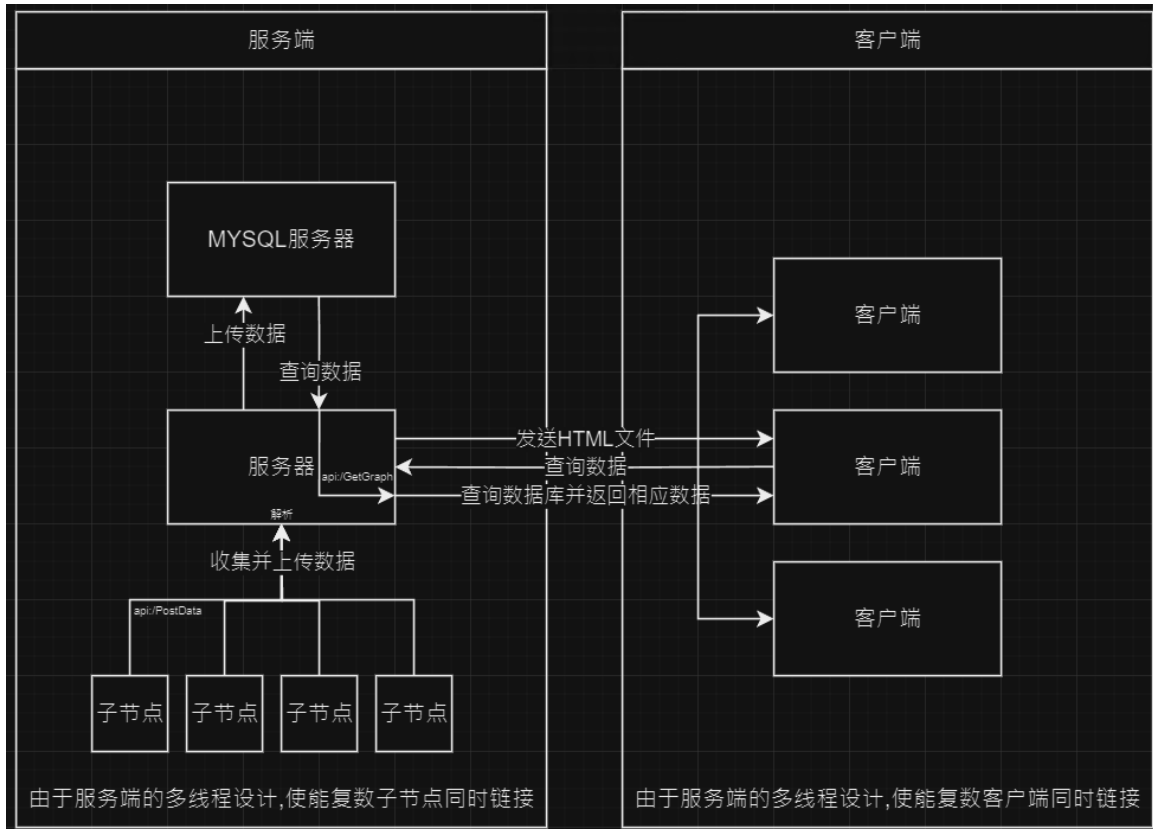 服务端
客户端
MYSQL服务器
上传数据
查询数据
服务器
api:/GetGraph
解析
收集并上传数据
api:/PostData
子节点
子节点
子节点
子节点
由于服务端的多线程设计,使能复数子节点同时链接
发送HTML文件
查询数据
查询数据库并返回相应数据
客户端
客户端
客户端
由于服务端的多线程设计,使能复数客户端同时链接